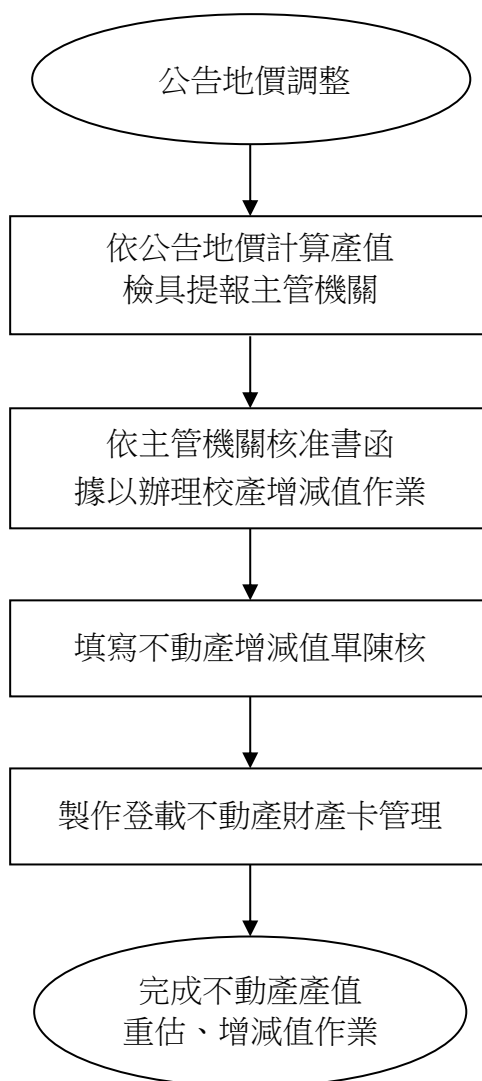 公告地價調整
依公告地價計算產值
檢具提報主管機關
依主管機關核准書函
據以辦理校產增減值作業
填寫不動產增減值單陳核
製作登載不動產財產卡管理
完成不動產產值
重估、增減值作業